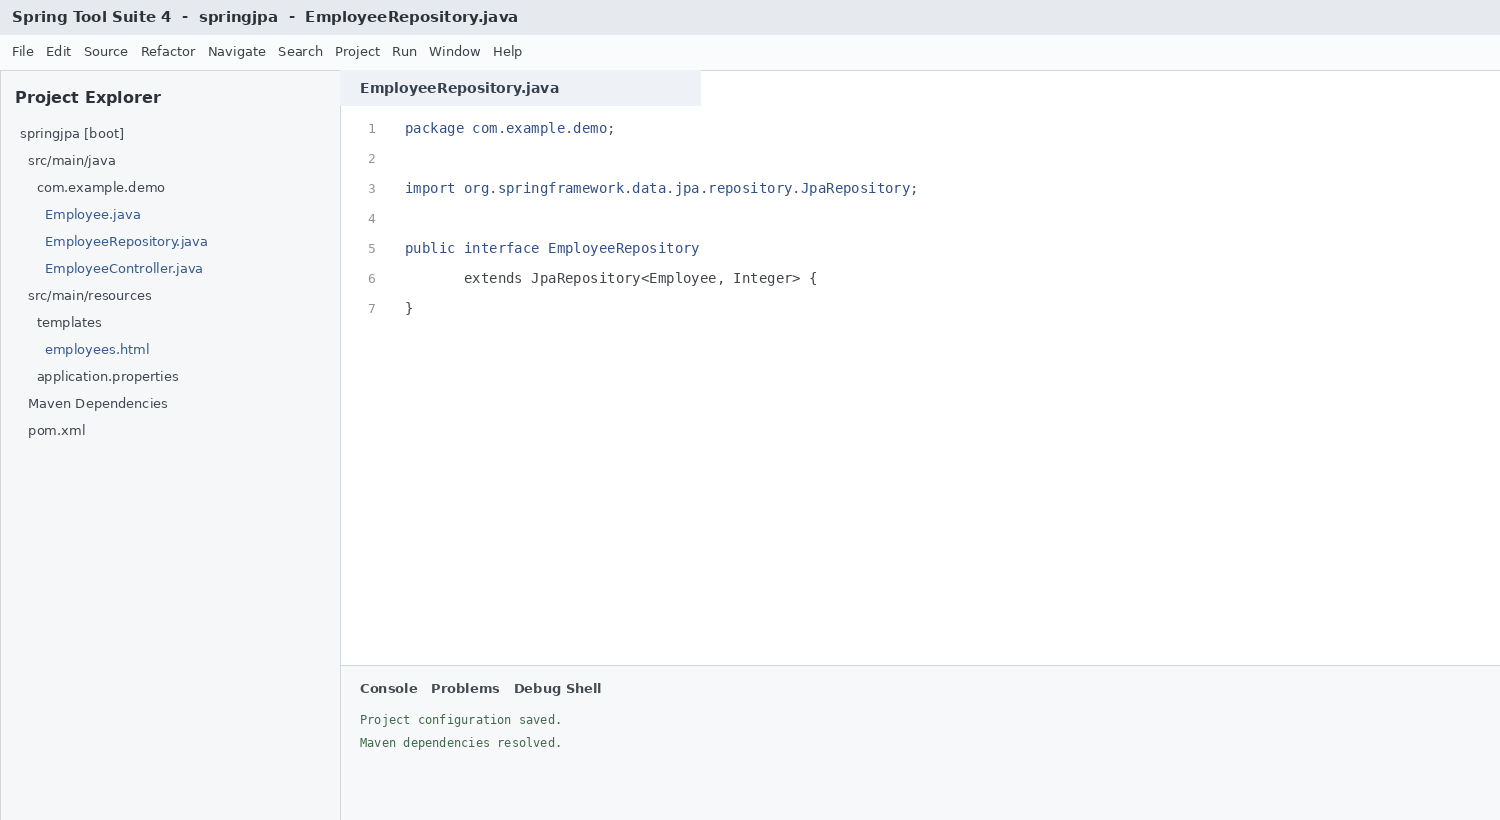 Spring Tool Suite 4 - springjpa - EmployeeRepository.java
File Edit Source Refactor Navigate Search Project Run Window Help
Project Explorer
springjpa [boot]
src/main/java
com.example.demo
Employee.java
EmployeeRepository.java
EmployeeController.java
src/main/resources
templates
employees.html
application.properties
Maven Dependencies
pom.xml
EmployeeRepository.java
1 package com.example.demo;
2
3 import org.springframework.data.jpa.repository.JpaRepository;
4
5 public interface EmployeeRepository
6 extends JpaRepository<Employee, Integer> {
7 }
Console Problems Debug Shell
Project configuration saved.
Maven dependencies resolved.